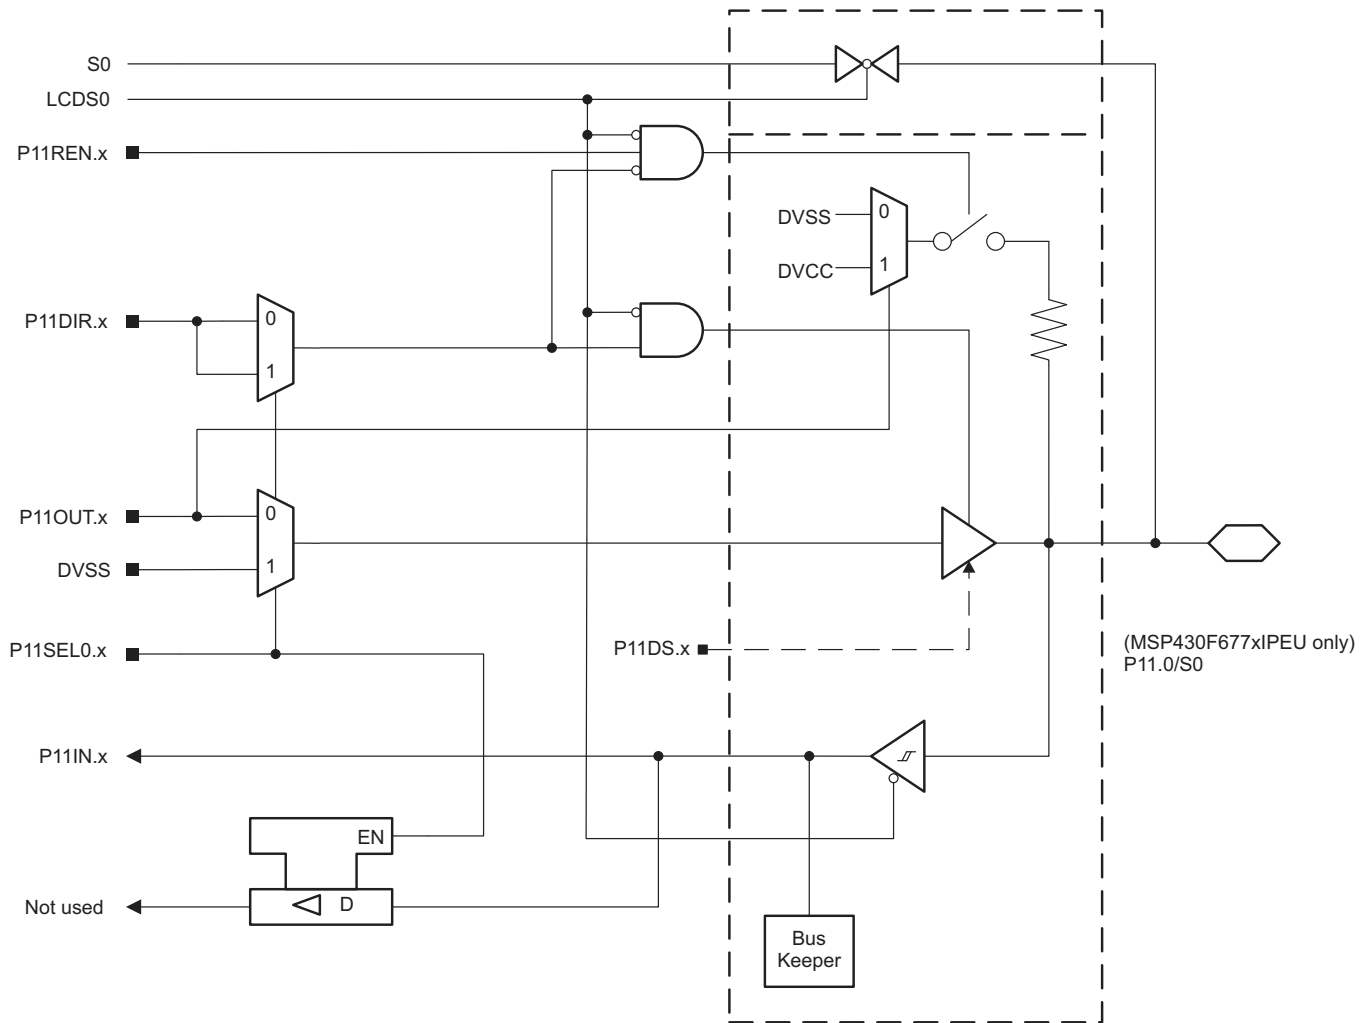 S0
LCDS0
P11REN.x
DVSS
0
DVCC
1
P11DIR.x
0
1
P11OUT.x
0
DVSS
1
P11SEL0.x
P11DS.x
(MSP430F677xIPEU only)
P11.0/S0
P11IN.x
EN
Not used
D
Bus
Keeper